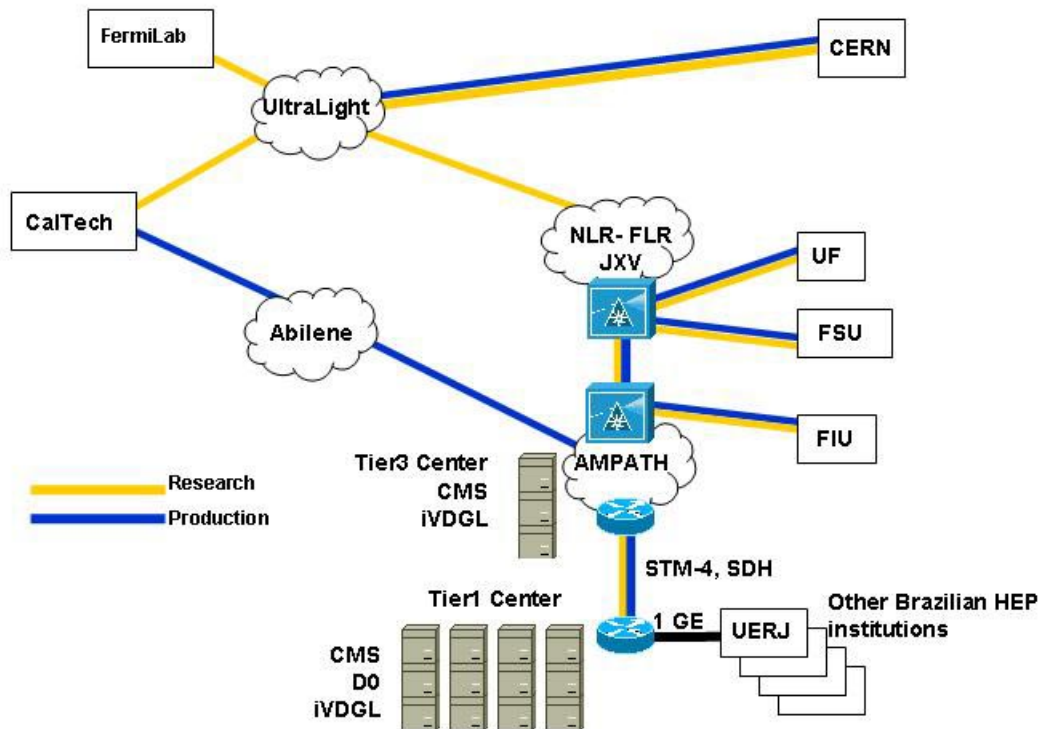 FermiLab
CERN
UltraLight
CalTech
NLR- FLR
JXV
UF
Abilene
FSU
FIU
Tier3 Center
CMS
iVDGL
AMPATH
Research
Production
STM-4, SDH
Tier1 Center
1 GE
UERJ
Other Brazilian HEP
institutions
CMS
D0
iVDGL